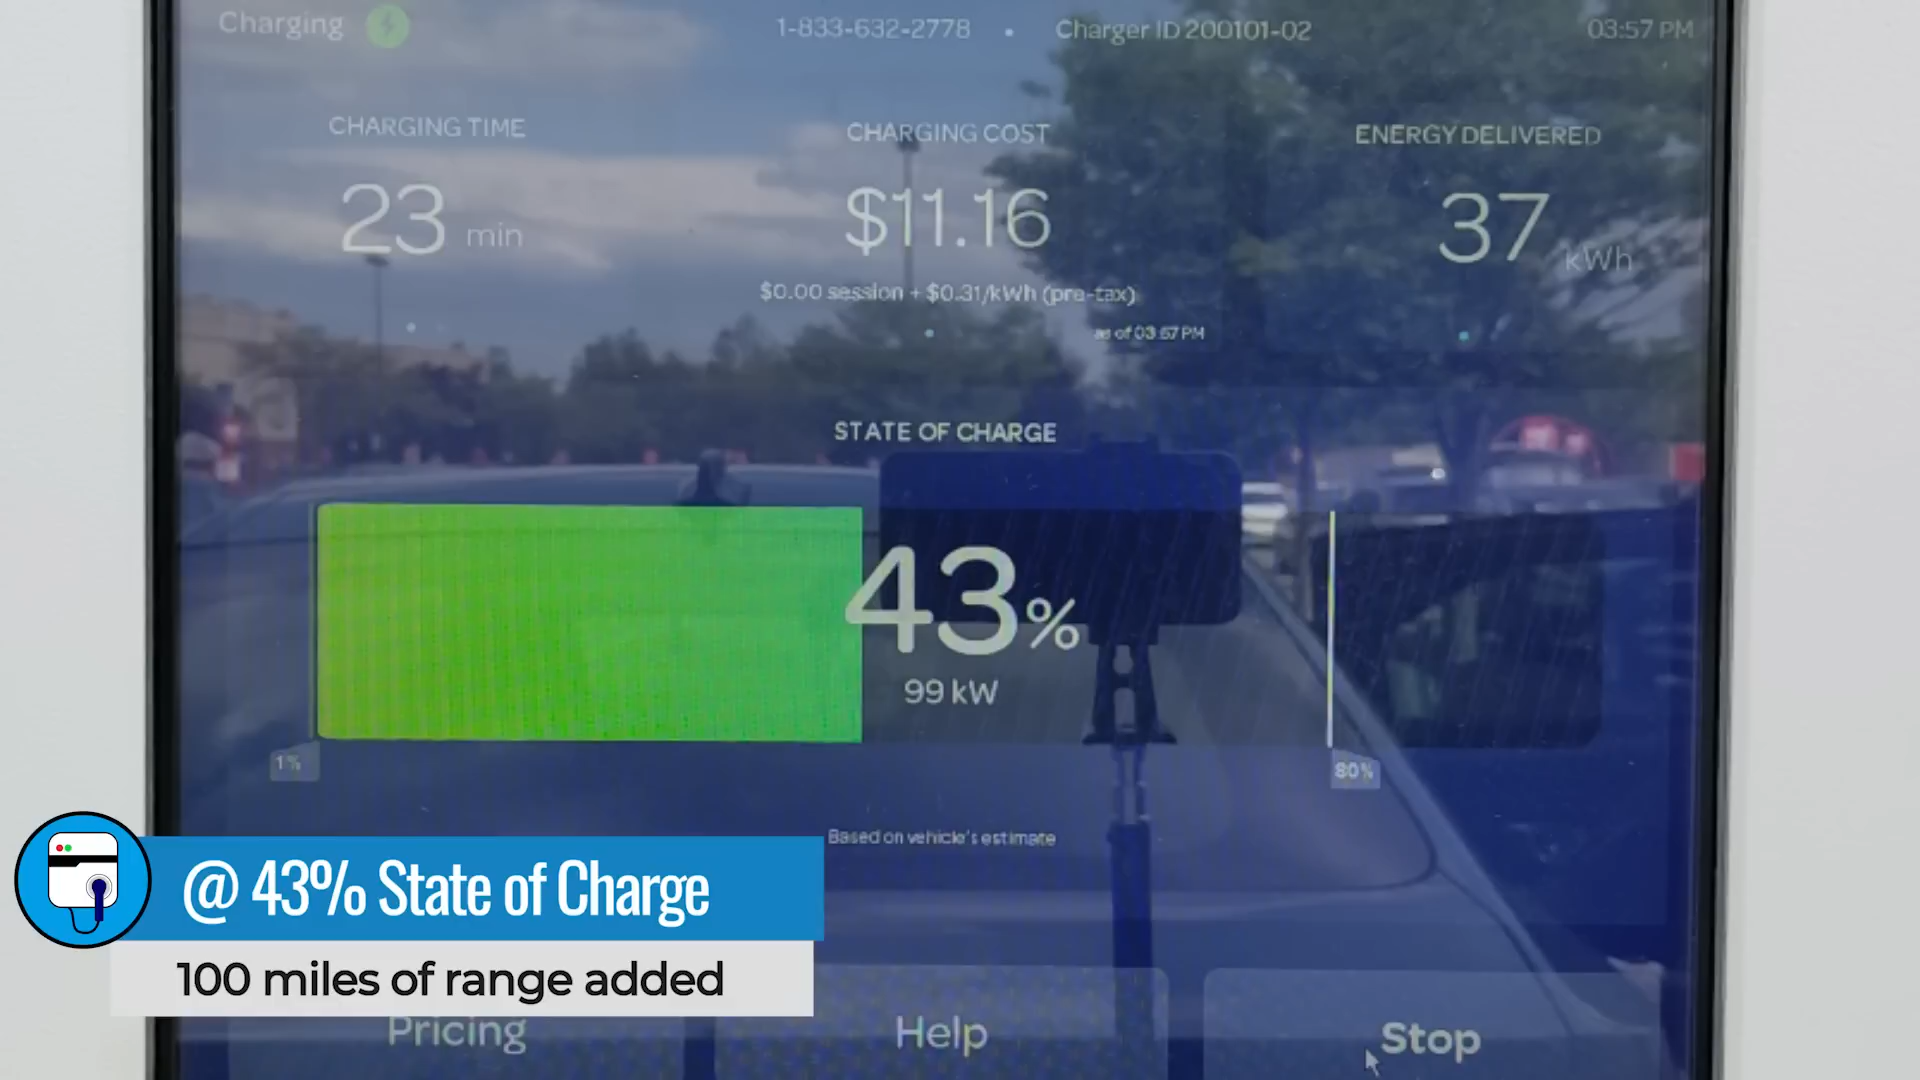 Charging
1-833-632-2778 • Charger ID 200101-02
03:57 PM
CHARGING TIME
CHARGING COST
ENERGY DELIVERED
23 min
$11.16
37 kWh
$0.00 session + $0.31/kWh (pre-tax)
as of 03:57 PM
STATE OF CHARGE
43%
99 kW
1%
80%
Based on vehicle's estimate
@ 43% State of Charge
100 miles of range added
Pricing
Help
Stop